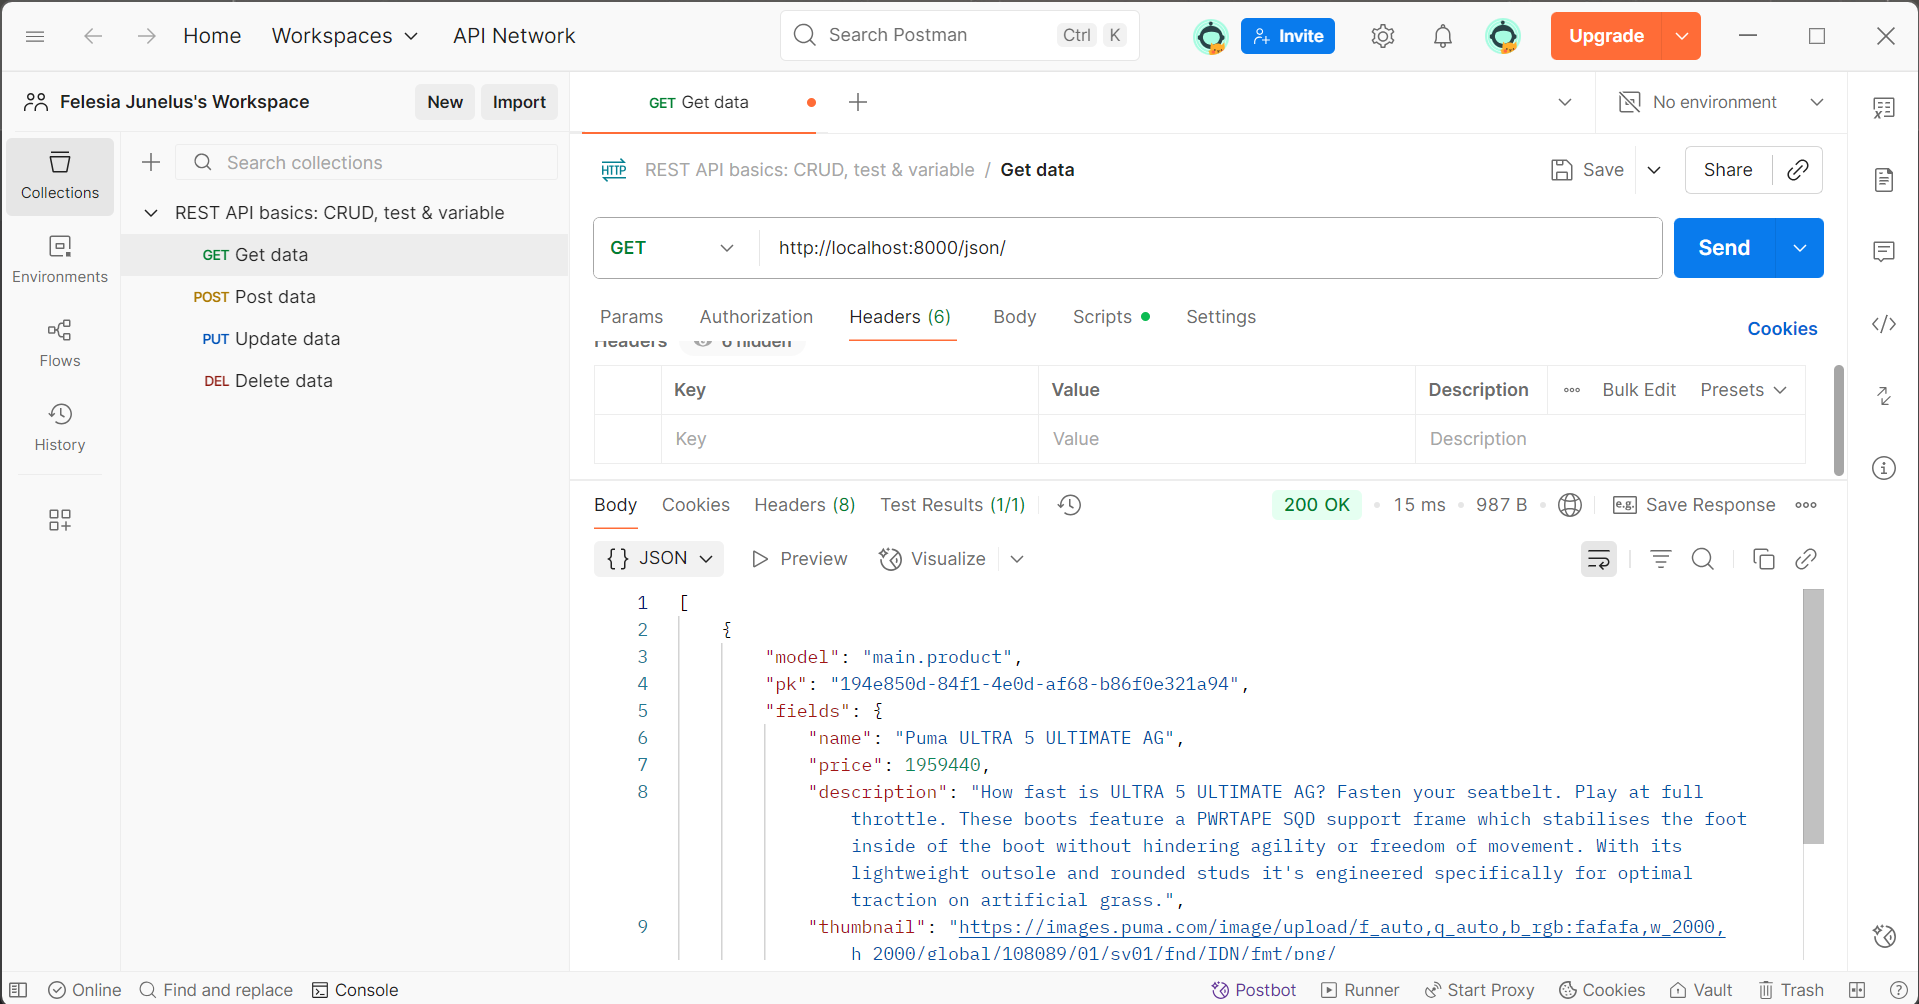 Home Workspaces API Network Search Postman Ctrl K Invite Upgrade
Felesia Junelus's Workspace New Import GET Get data No environment
Collections
Search collections
REST API basics: CRUD, test & variable
GET Get data
POST Post data
PUT Update data
DEL Delete data
Environments
Flows
History
HTTP REST API basics: CRUD, test & variable / Get data Save Share
GET http://localhost:8000/json/ Send
Params Authorization Headers (6) Body Scripts Settings Cookies
Headers 6 hidden
Key Value Description Bulk Edit Presets
Key Value Description
Body Cookies Headers (8) Test Results (1/1) 200 OK 15 ms 987 B e.g. Save Response
{} JSON Preview Visualize
1 [
2 {
3 "model": "main.product",
4 "pk": "194e850d-84f1-4e0d-af68-b86f0e321a94",
5 "fields": {
6 "name": "Puma ULTRA 5 ULTIMATE AG",
7 "price": 1959440,
8 "description": "How fast is ULTRA 5 ULTIMATE AG? Fasten your seatbelt. Play at full
throttle. These boots feature a PWRTAPE SQD support frame which stabilises the foot
inside of the boot without hindering agility or freedom of movement. With its
lightweight outsole and rounded studs it's engineered specifically for optimal
traction on artificial grass.",
9 "thumbnail": "https://images.puma.com/image/upload/f_auto,q_auto,b_rgb:fafafa,w_2000,
h_2000/global/108089/01/sv01/fnd/IDN/fmt/png/
Online Find and replace Console Postbot Runner Start Proxy Cookies Vault Trash